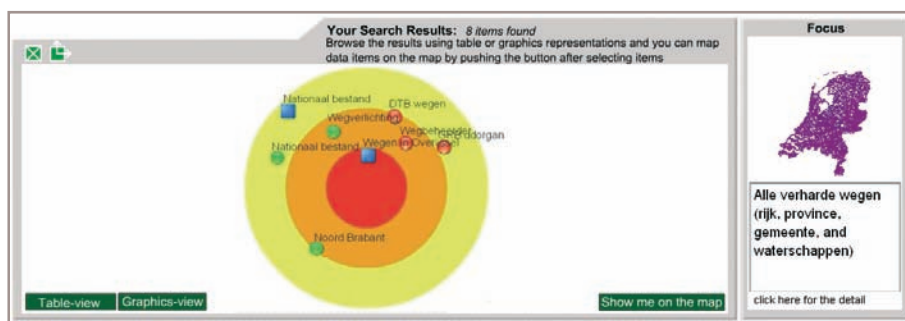 Your Search Results: 8 items found
Browse the results using table or graphics representations and you can map
data items on the map by pushing the button after selecting items
Nationaal bestand
DTB wegen
Wegverlichting
Wegbeheerder
Nationaal bestand
Wegen in Overijssel
Noord Brabant
Table-view
Graphics-view
Show me on the map
Focus
Alle verharde wegen
(rijk, province,
gemeente, and
waterschappen)
click here for the detail